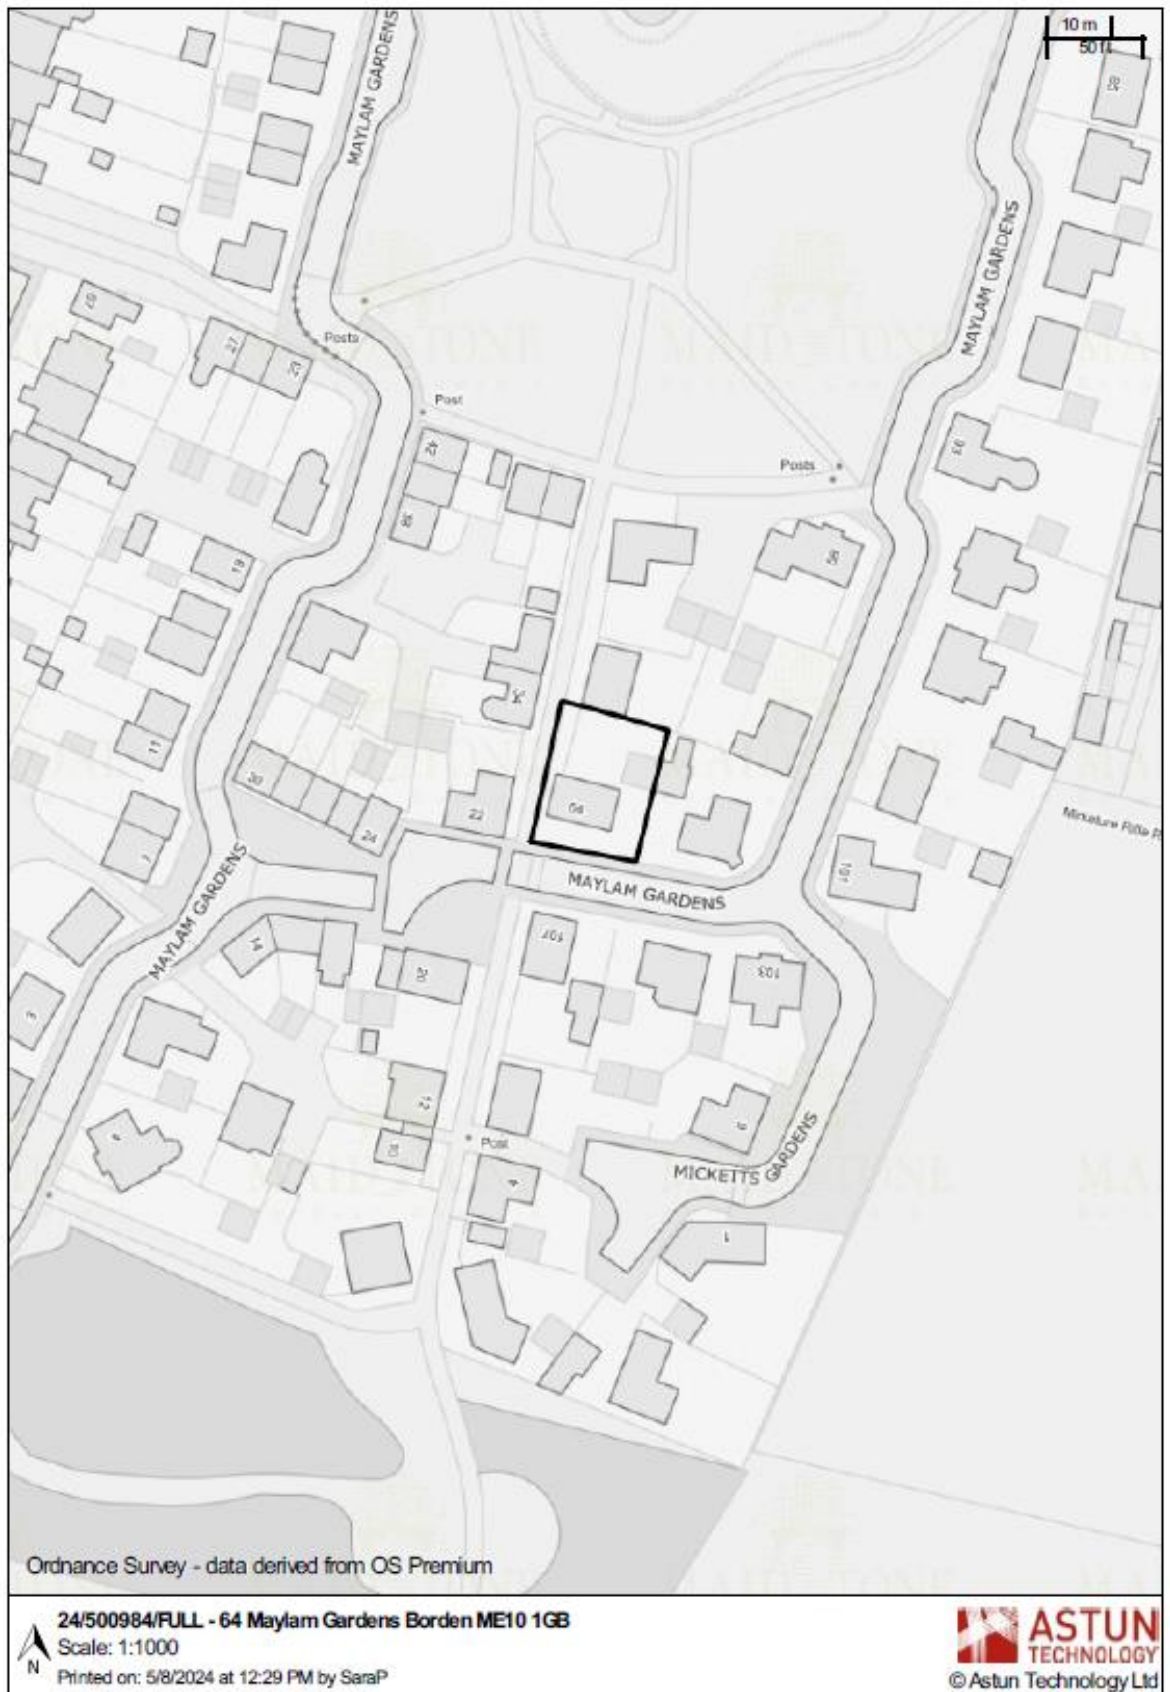 MAYLAM GARDENS
10 m
50 ft
85
MAYLAM GARDENS
67
27
23
Posts
Post
42
93
Posts
38
19
56
34
11
30
64
22
24
Miniature Rifle R
7
101
MAYLAM GARDENS
MAYLAM GARDENS
107
14
103
20
3
12
9
Post
10
MICKETTS GARDENS
4
1
Ordnance Survey - data derived from OS Premium
24/500984/FULL - 64 Maylam Gardens Borden ME10 1GB
Scale: 1:1000
N
Printed on: 5/8/2024 at 12:29 PM by SaraP
ASTUN
TECHNOLOGY
© Astun Technology Ltd